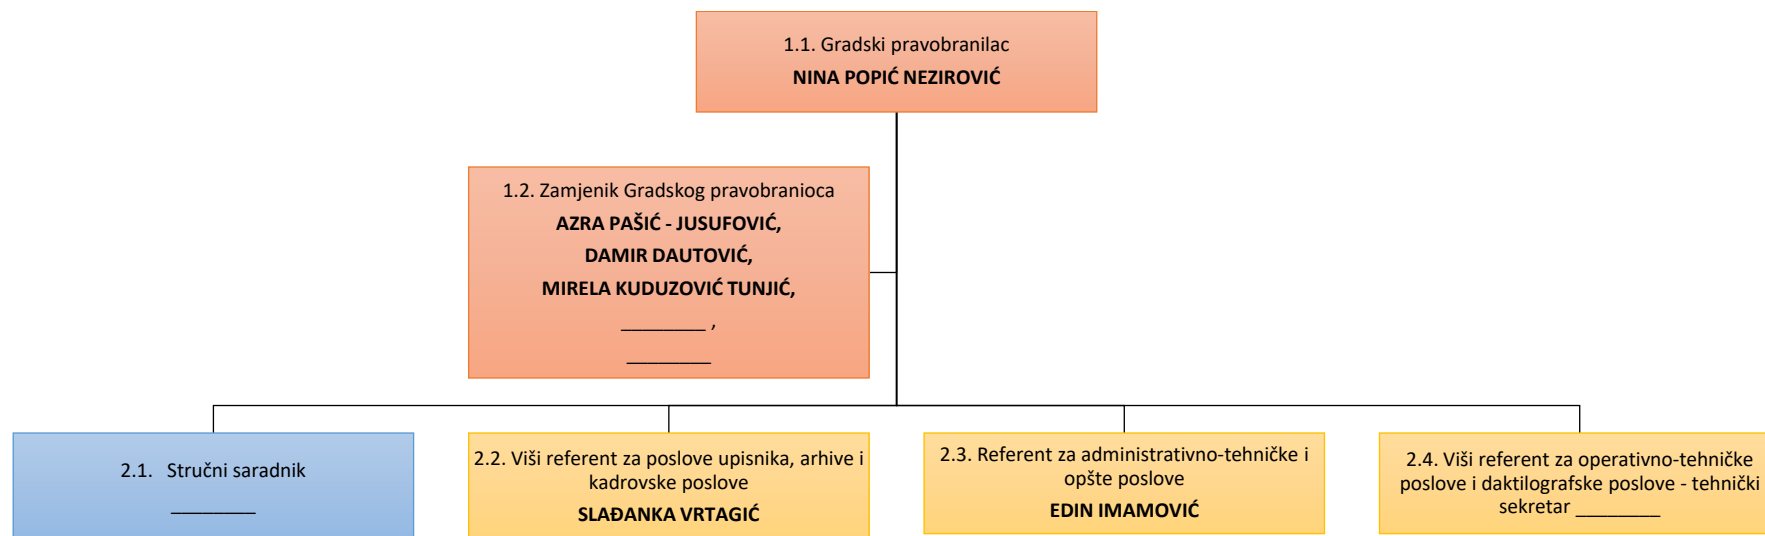 1.1. Gradski pravobranilac
NINA POPIĆ NEZIROVIĆ
1.2. Zamjenik Gradskog pravobranioca
AZRA PAŠIĆ - JUSUFOVIĆ,
DAMIR DAUTOVIĆ,
MIRELA KUDUZOVIĆ TUNJIĆ,
________ ,
________
2.1. Stručni saradnik
________
2.2. Viši referent za poslove upisnika, arhive i
kadrovske poslove
SLAĐANKA VRTAGIĆ
2.3. Referent za administrativno-tehničke i
opšte poslove
EDIN IMAMOVIĆ
2.4. Viši referent za operativno-tehničke
poslove i daktilografske poslove - tehnički
sekretar ________